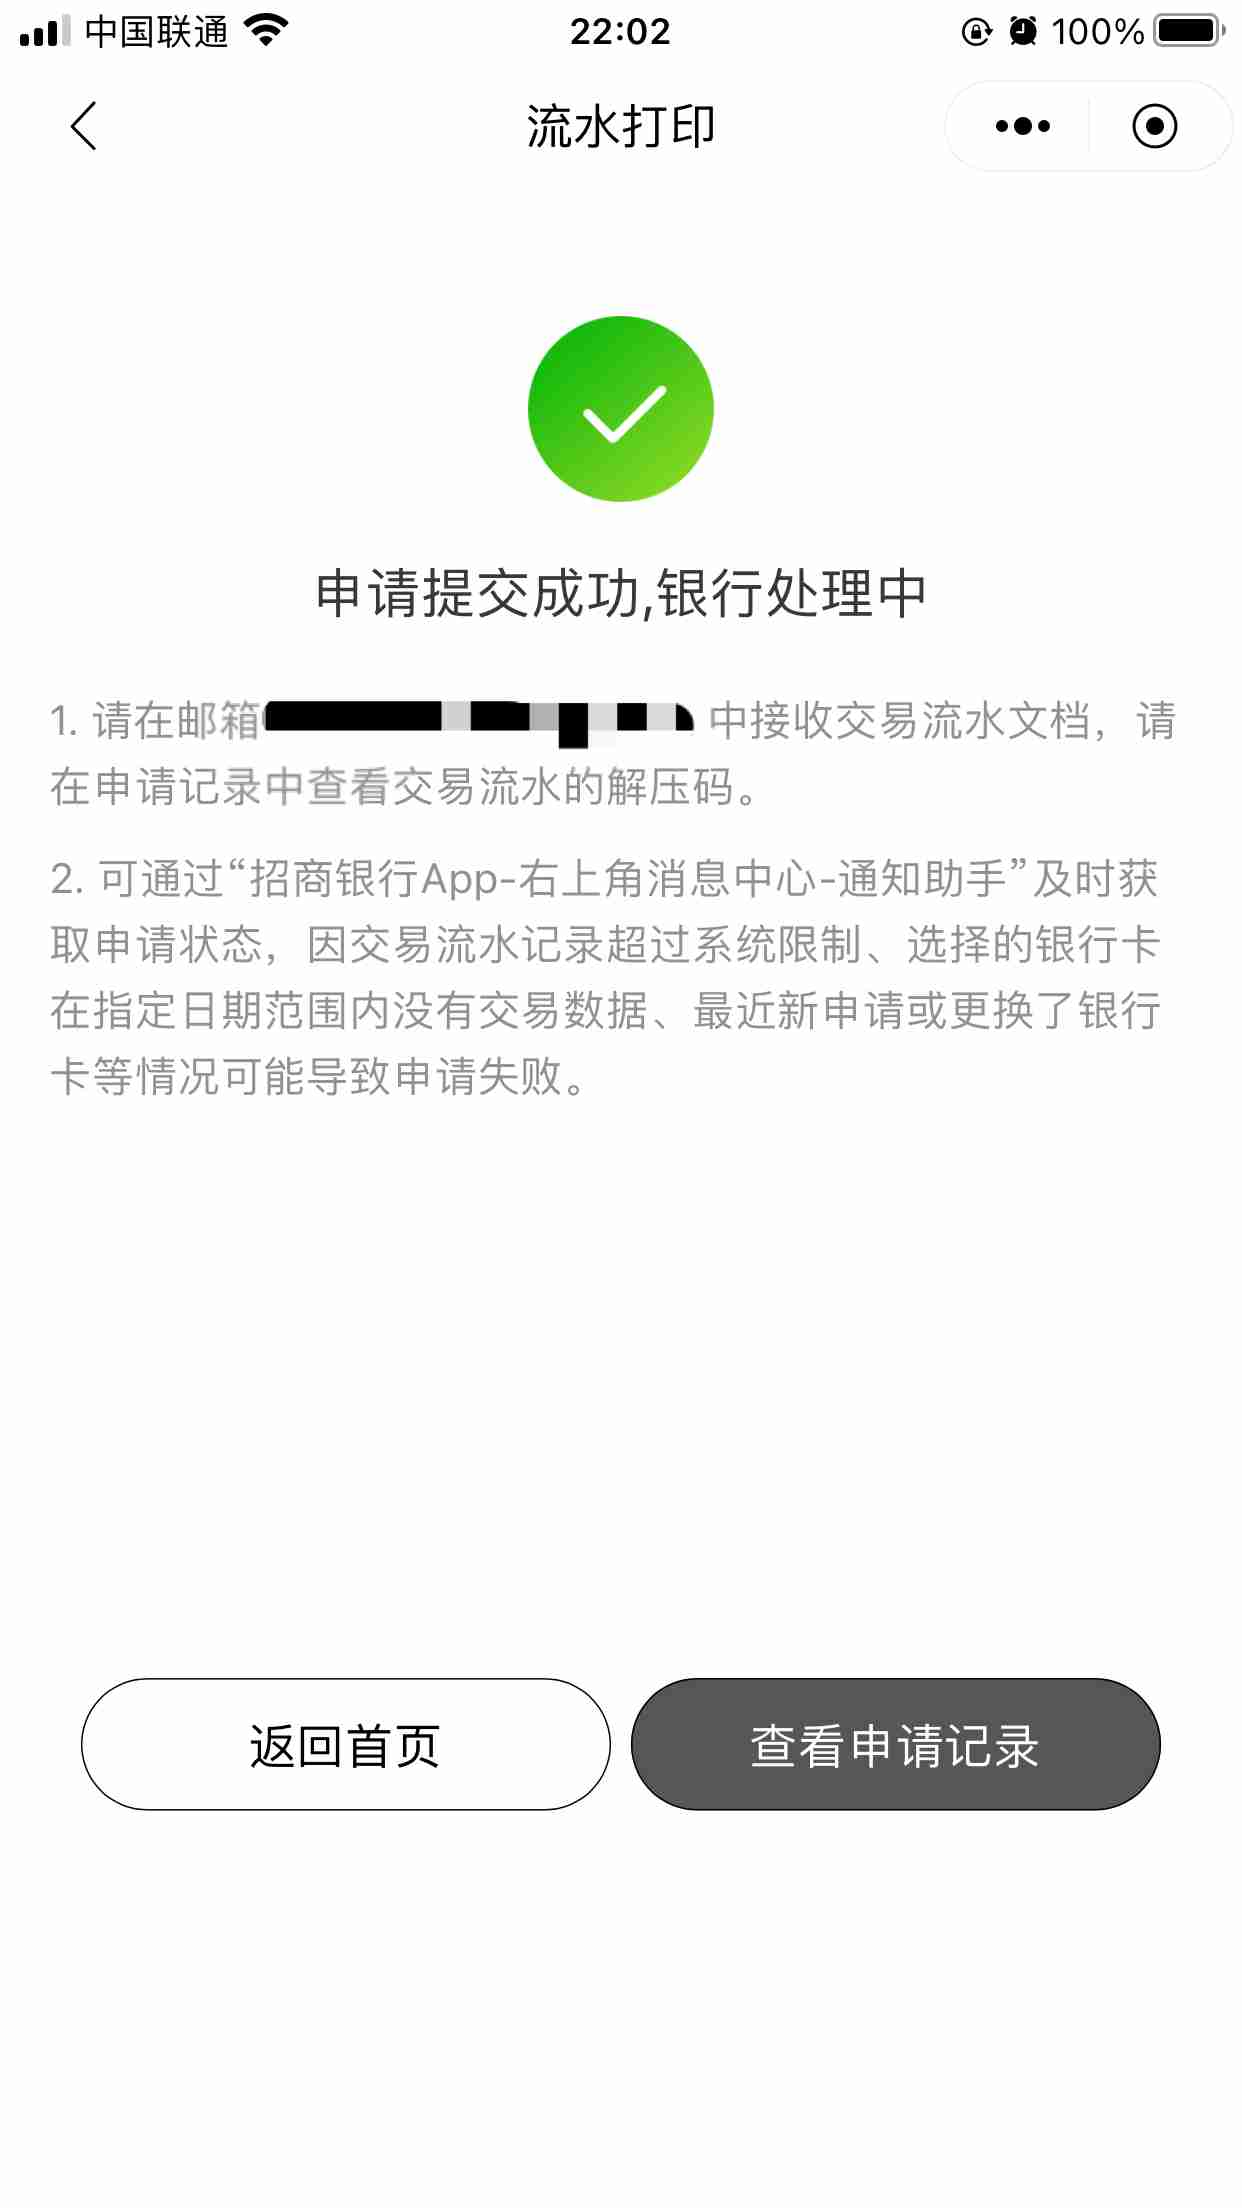 中国联通
22:02
100%
流水打印
申请提交成功,银行处理中
1. 请在邮箱 中接收交易流水文档，请
在申请记录中查看交易流水的解压码。
2. 可通过“招商银行App-右上角消息中心-通知助手”及时获
取申请状态，因交易流水记录超过系统限制、选择的银行卡
在指定日期范围内没有交易数据、最近新申请或更换了银行
卡等情况可能导致申请失败。
返回首页
查看申请记录